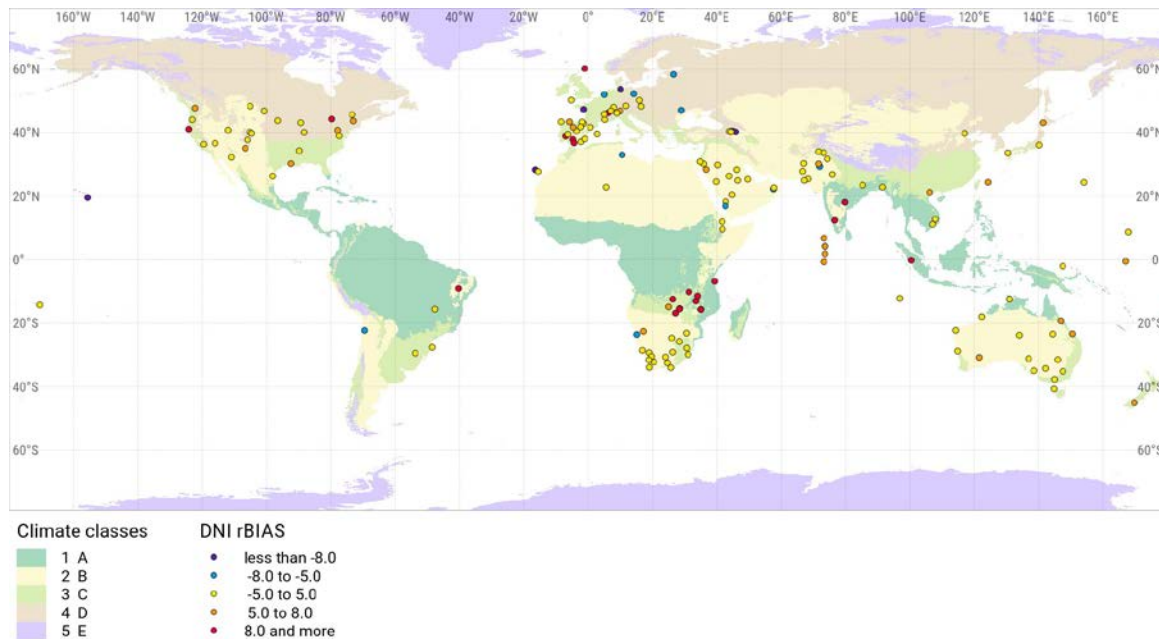 160°W 140°W 120°W 100°W 80°W 60°W 40°W 20°W 0° 20°E 40°E 60°E 80°E 100°E 120°E 140°E 160°E
60°N 60°N
40°N 40°N
20°N 20°N
0° 0°
20°S 20°S
40°S 40°S
60°S 60°S
Climate classes DNI rBIAS
1 A less than -8.0
2 B -8.0 to -5.0
3 C -5.0 to 5.0
4 D 5.0 to 8.0
5 E 8.0 and more